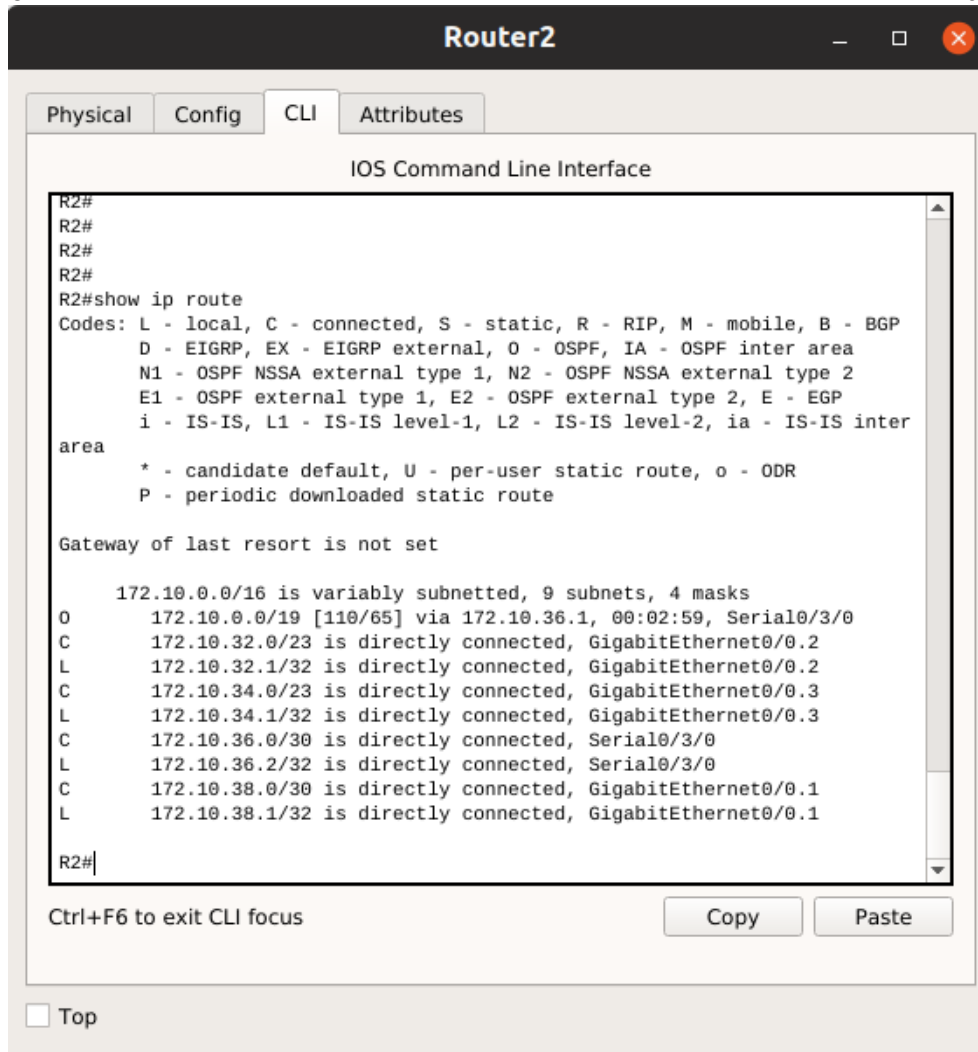 Router2
Physical Config CLI Attributes
IOS Command Line Interface
R2#
R2#
R2#
R2#
R2#show ip route
Codes: L - local, C - connected, S - static, R - RIP, M - mobile, B - BGP
D - EIGRP, EX - EIGRP external, O - OSPF, IA - OSPF inter area
N1 - OSPF NSSA external type 1, N2 - OSPF NSSA external type 2
E1 - OSPF external type 1, E2 - OSPF external type 2, E - EGP
i - IS-IS, L1 - IS-IS level-1, L2 - IS-IS level-2, ia - IS-IS inter
area
* - candidate default, U - per-user static route, o - ODR
P - periodic downloaded static route
Gateway of last resort is not set
172.10.0.0/16 is variably subnetted, 9 subnets, 4 masks
O 172.10.0.0/19 [110/65] via 172.10.36.1, 00:02:59, Serial0/3/0
C 172.10.32.0/23 is directly connected, GigabitEthernet0/0.2
L 172.10.32.1/32 is directly connected, GigabitEthernet0/0.2
C 172.10.34.0/23 is directly connected, GigabitEthernet0/0.3
L 172.10.34.1/32 is directly connected, GigabitEthernet0/0.3
C 172.10.36.0/30 is directly connected, Serial0/3/0
L 172.10.36.2/32 is directly connected, Serial0/3/0
C 172.10.38.0/30 is directly connected, GigabitEthernet0/0.1
L 172.10.38.1/32 is directly connected, GigabitEthernet0/0.1
R2#
Ctrl+F6 to exit CLI focus Copy Paste
Top